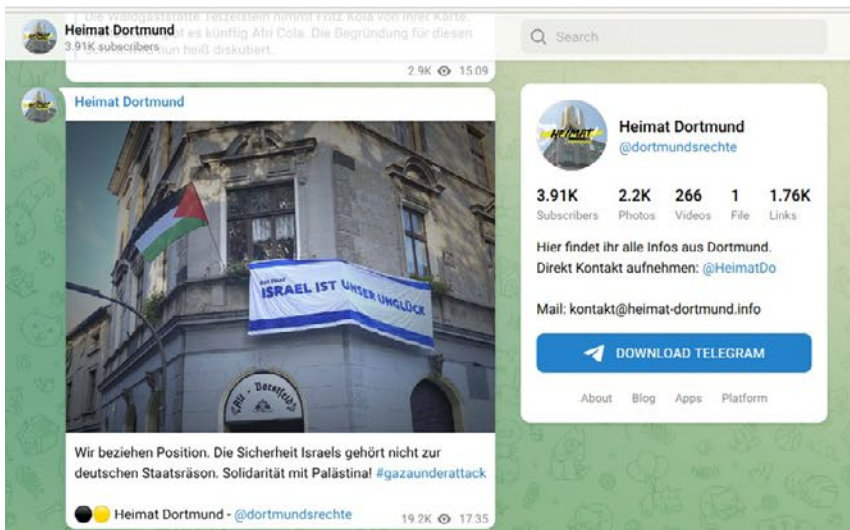 Die Waldgaststätte Tetzelstein nimmt Fritz Kola von ihrer Karte.
Heimat Dortmund
es künftig Afri Cola. Die Begründung für diesen
3.91K subscribers
nun heiß diskutiert.
2.9K 15:09
Heimat Dortmund
ISRAEL IST UNSER UNGLÜCK
Alt - Dorstfeld
Wir beziehen Position. Die Sicherheit Israels gehört nicht zur
deutschen Staatsräson. Solidarität mit Palästina! #gazaunderattack
Heimat Dortmund - @dortmundsrechte
19.2K 17:35
Search
HEIMAT
Heimat Dortmund
@dortmundsrechte
3.91K 2.2K 266 1 1.76K
Subscribers Photos Videos File Links
Hier findet ihr alle Infos aus Dortmund.
Direkt Kontakt aufnehmen: @HeimatDo
Mail: kontakt@heimat-dortmund.info
DOWNLOAD TELEGRAM
About Blog Apps Platform